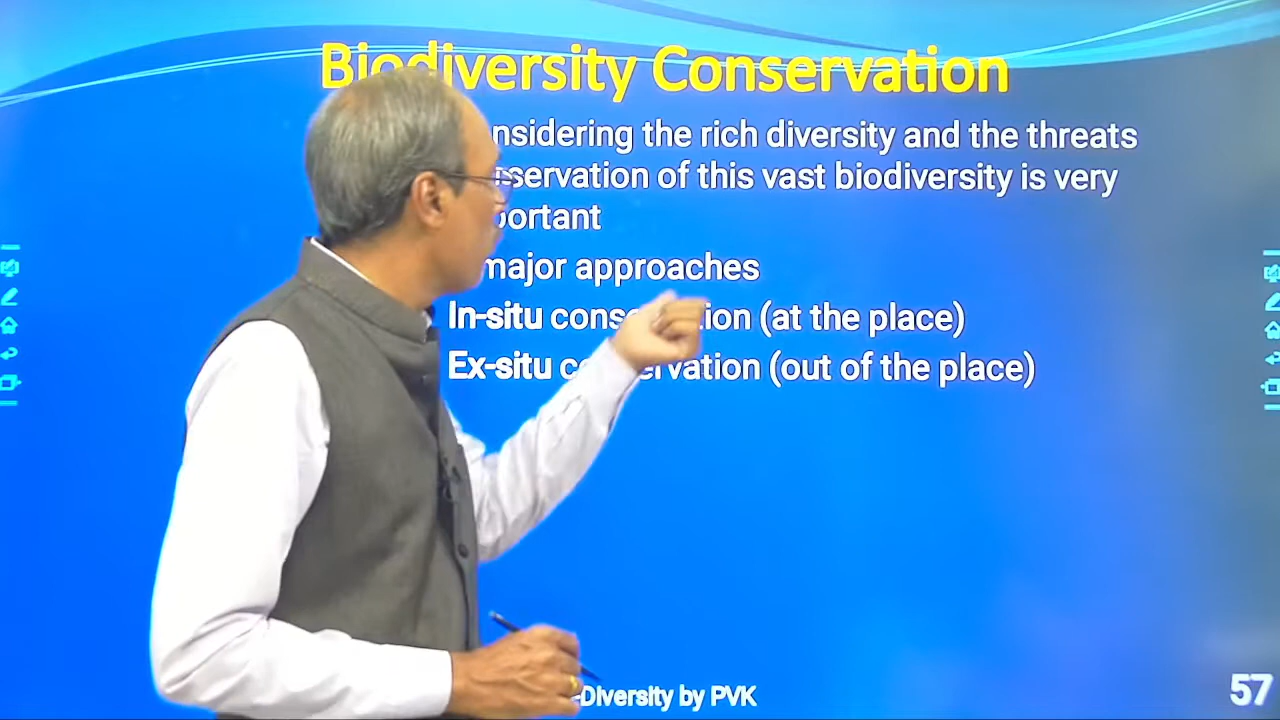 Biodiversity Conservation
nsidering the rich diversity and the threats
servation of this vast biodiversity is very
portant
major approaches
In-situ cons tion (at the place)
Ex-situ c ervation (out of the place)
-Diversity by PVK
57